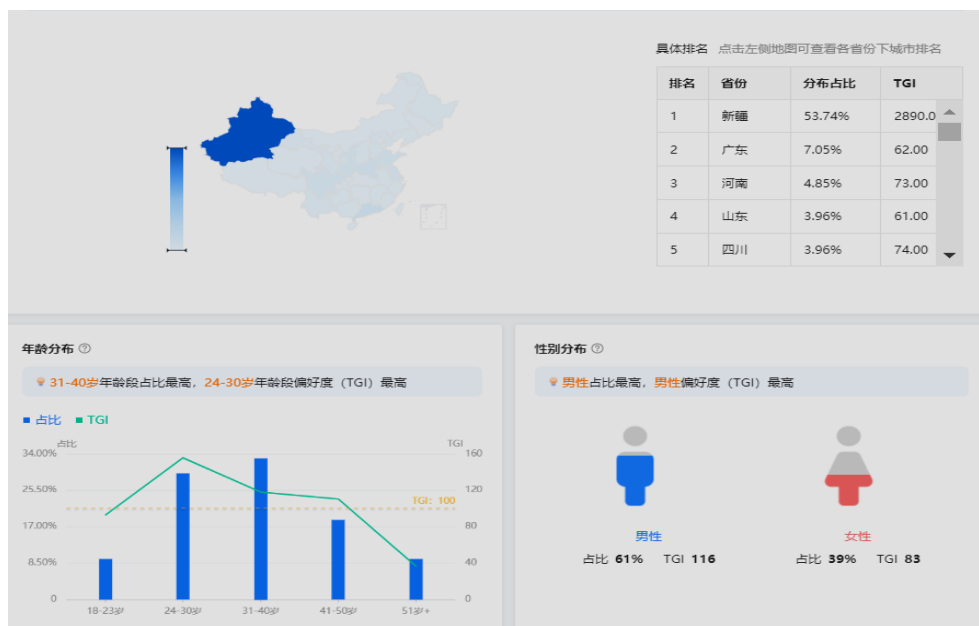 具体排名 点击左侧地图可查看各省份下城市排名
排名 省份 分布占比 TGI
1 新疆 53.74% 2890.0
2 广东 7.05% 62.00
3 河南 4.85% 73.00
4 山东 3.96% 61.00
5 四川 3.96% 74.00
年龄分布
31-40岁年龄段占比最高，24-30岁年龄段偏好度（TGI）最高
占比 TGI
占比 TGI
34.00% 160
25.50% 120
TGI: 100
17.00% 80
8.50% 40
0 0
18-23岁 24-30岁 31-40岁 41-50岁 51岁+
性别分布
男性占比最高，男性偏好度（TGI）最高
男性 女性
占比 61% TGI 116 占比 39% TGI 83